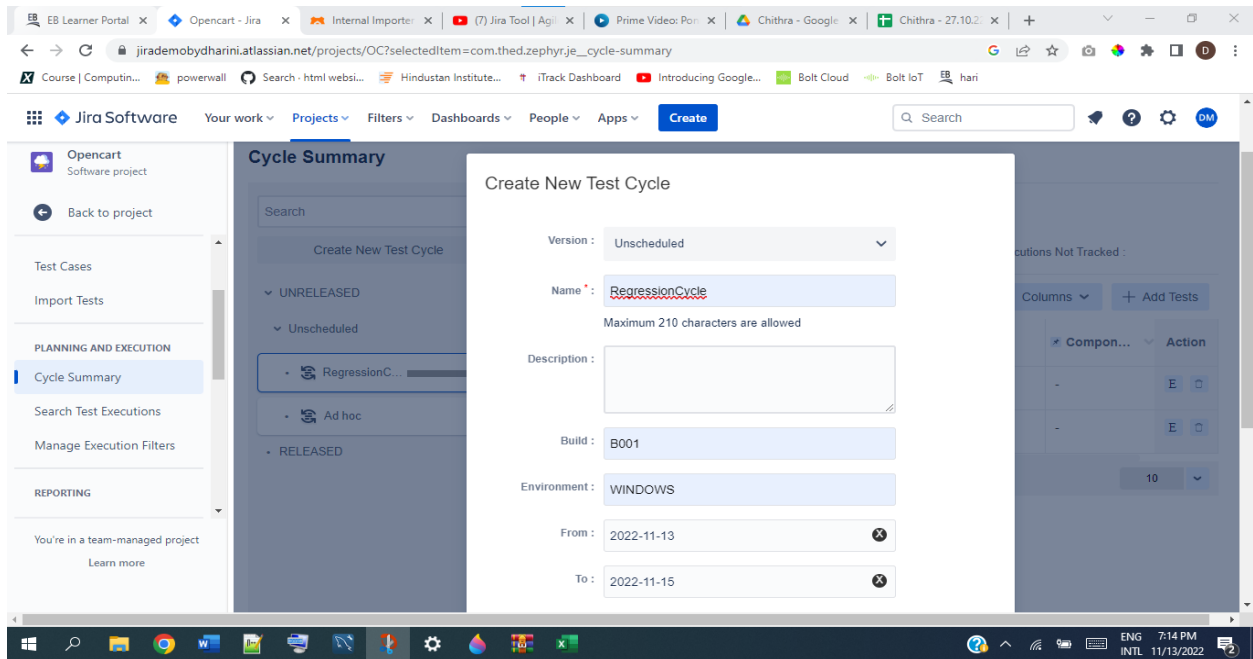 EB Learner Portal
Opencart - Jira
Internal Importer
(7) Jira Tool | Agil
Prime Video: Pon
Chithra - Google
Chithra - 27.10.2
jirademobydharini.atlassian.net/projects/OC?selectedItem=com.thed.zephyr.je__cycle-summary
G
D
Course | Computin...
powerwall
Search · html websi...
Hindustan Institute...
iTrack Dashboard
Introducing Google...
Bolt Cloud
Bolt IoT
EB
hari
Jira Software
Your work
Projects
Filters
Dashboards
People
Apps
Create
Search
DM
Opencart
Software project
Back to project
Test Cases
Import Tests
PLANNING AND EXECUTION
Cycle Summary
Search Test Executions
Manage Execution Filters
REPORTING
You're in a team-managed project
Learn more
Cycle Summary
Search
Create New Test Cycle
UNRELEASED
Unscheduled
RegressionC...
Ad hoc
RELEASED
Create New Test Cycle
Version :
Unscheduled
Name * :
RegressionCycle
Maximum 210 characters are allowed
Description :
Build :
B001
Environment :
WINDOWS
From :
2022-11-13
To :
2022-11-15
cutions Not Tracked :
Columns
+ Add Tests
Compon...
Action
-
E
-
E
10
ENG
INTL
7:14 PM
11/13/2022
2